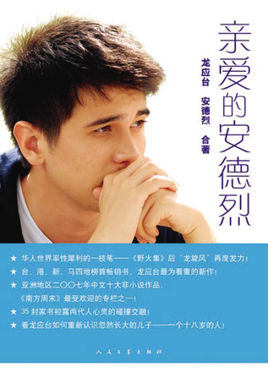 亲爱的安德烈
龙应台 安德烈 合著
★ 华人世界率性犀利的一枝笔——《野火集》后“龙旋风”再度发力！
★ 台、港、新、马四地榜首畅销书，龙应台最为看重的新作！
★ 亚洲地区二〇〇七年中文十大非小说作品，
《南方周末》最受欢迎的专栏之一！
★ 35封家书袒露两代人心灵的碰撞交融！
★ 看龙应台如何重新认识忽然长大的儿子——一个十八岁的人！
人民文学出版社